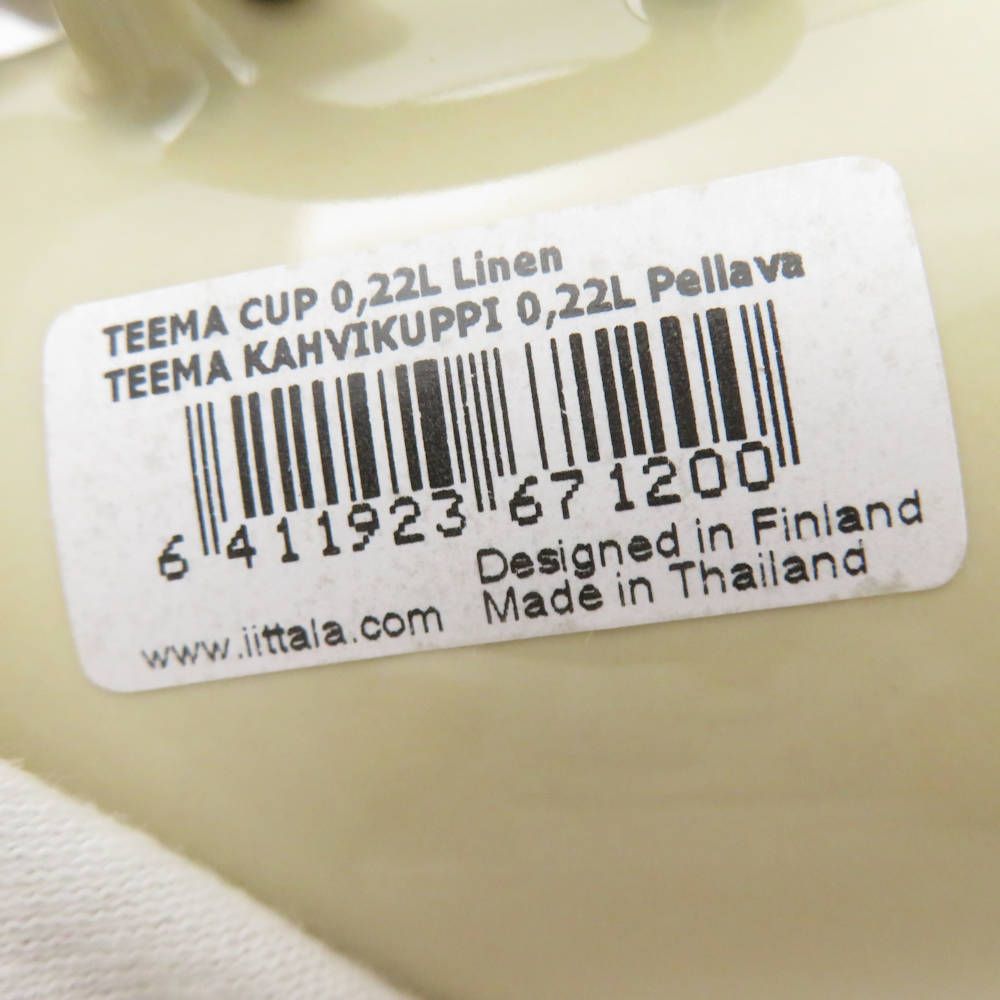 TEEMA CUP 0,22L Linen
TEEMA KAHVIKUPPI 0,22L Pellava
6 411923 671200
Designed in Finland
www.iittala.com Made in Thailand